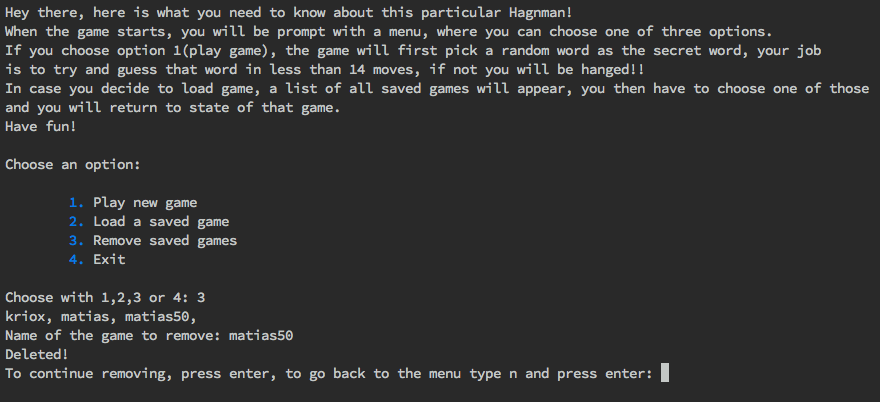 Hey there, here is what you need to know about this particular Hagnman!
When the game starts, you will be prompt with a menu, where you can choose one of three options.
If you choose option 1(play game), the game will first pick a random word as the secret word, your job
is to try and guess that word in less than 14 moves, if not you will be hanged!!
In case you decide to load game, a list of all saved games will appear, you then have to choose one of those
and you will return to state of that game.
Have fun!
Choose an option:
1. Play new game
2. Load a saved game
3. Remove saved games
4. Exit
Choose with 1,2,3 or 4: 3
kriox, matias, matias50,
Name of the game to remove: matias50
Deleted!
To continue removing, press enter, to go back to the menu type n and press enter: